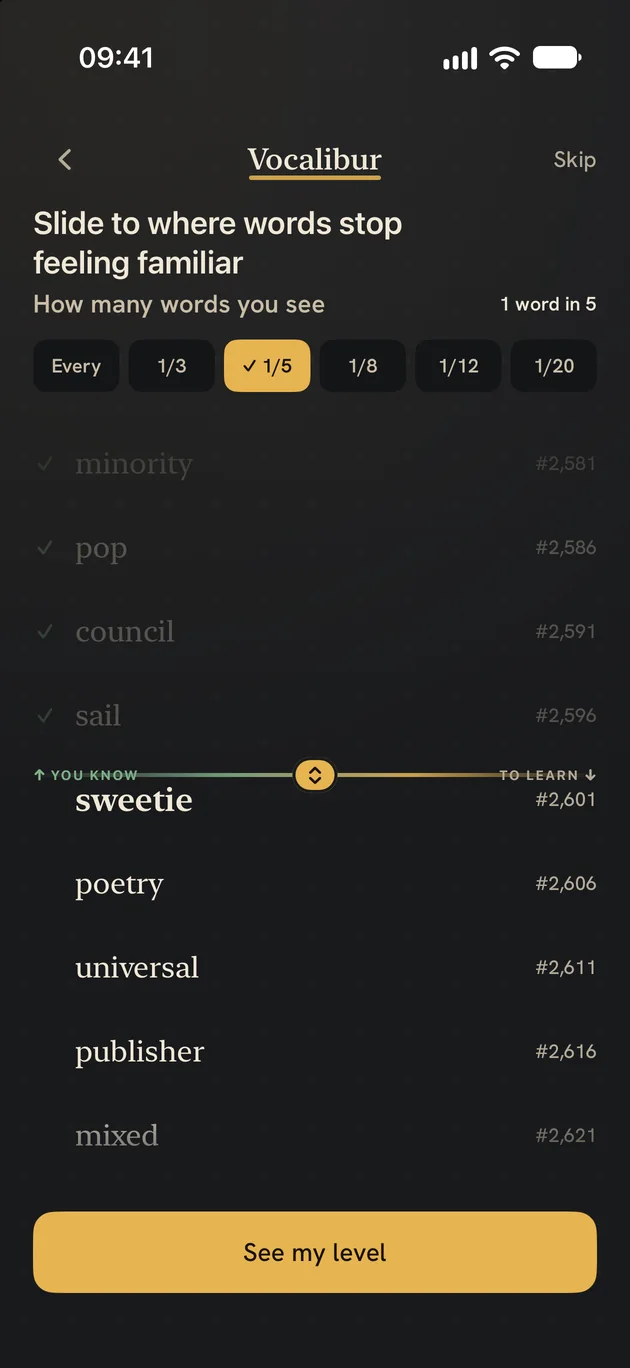 09:41
Vocalibur
Skip
Slide to where words stop
feeling familiar
How many words you see
1 word in 5
Every
1/3
✓ 1/5
1/8
1/12
1/20
✓ minority #2,581
✓ pop #2,586
✓ council #2,591
✓ sail #2,596
↑ YOU KNOW
TO LEARN ↓
sweetie #2,601
poetry #2,606
universal #2,611
publisher #2,616
mixed #2,621
See my level